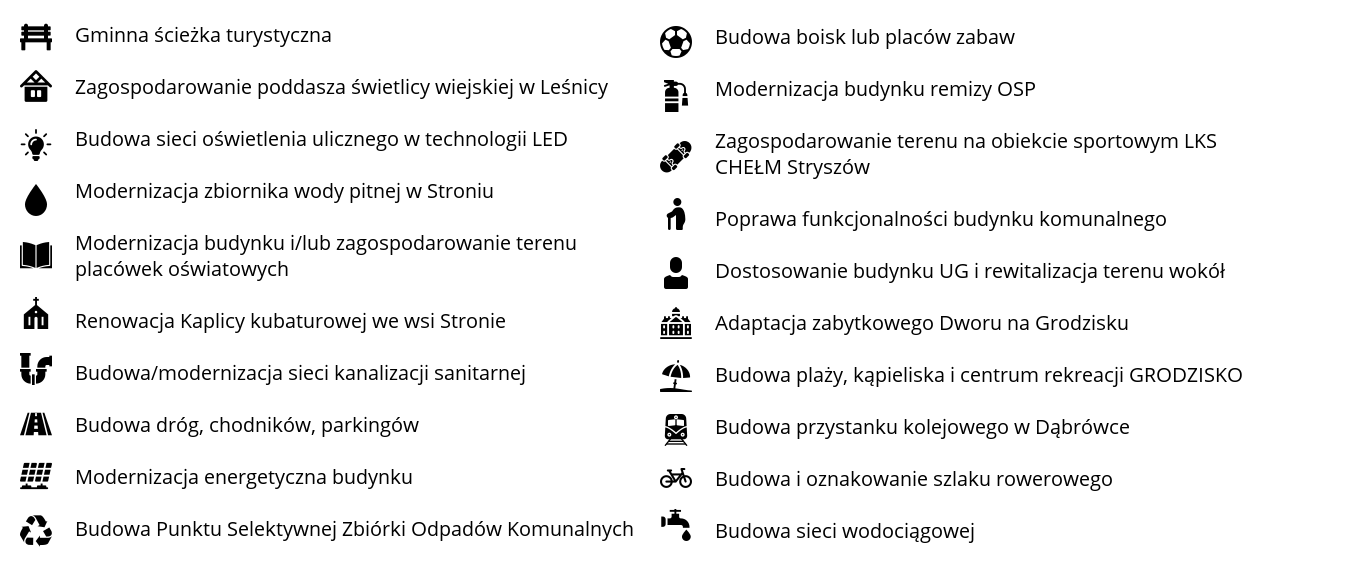 Gminna ścieżka turystyczna
Zagospodarowanie poddasza świetlicy wiejskiej w Leśnicy
Budowa sieci oświetlenia ulicznego w technologii LED
Modernizacja zbiornika wody pitnej w Stroniu
Modernizacja budynku i/lub zagospodarowanie terenu
placówek oświatowych
Renowacja Kaplicy kubaturowej we wsi Stronie
Budowa/modernizacja sieci kanalizacji sanitarnej
Budowa dróg, chodników, parkingów
Modernizacja energetyczna budynku
Budowa Punktu Selektywnej Zbiórki Odpadów Komunalnych
Budowa boisk lub placów zabaw
Modernizacja budynku remizy OSP
Zagospodarowanie terenu na obiekcie sportowym LKS
CHEŁM Stryszów
Poprawa funkcjonalności budynku komunalnego
Dostosowanie budynku UG i rewitalizacja terenu wokół
Adaptacja zabytkowego Dworu na Grodzisku
Budowa plaży, kąpieliska i centrum rekreacji GRODZISKO
Budowa przystanku kolejowego w Dąbrówce
Budowa i oznakowanie szlaku rowerowego
Budowa sieci wodociągowej